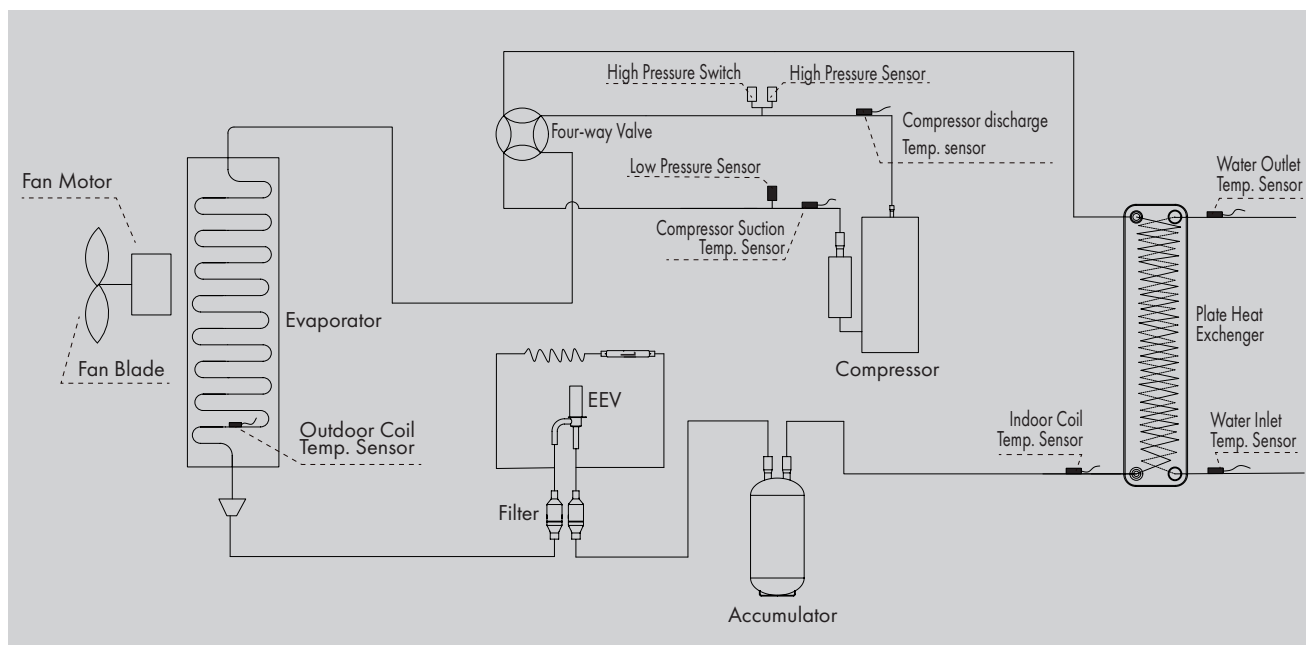 High Pressure Switch
High Pressure Sensor
Four-way Valve
Compressor discharge
Temp. sensor
Low Pressure Sensor
Water Outlet
Temp. Sensor
Fan Motor
Compressor Suction
Temp. Sensor
Evaporator
Plate Heat
Exchenger
Fan Blade
Compressor
EEV
Outdoor Coil
Temp. Sensor
Indoor Coil
Temp. Sensor
Water Inlet
Temp. Sensor
Filter
Accumulator